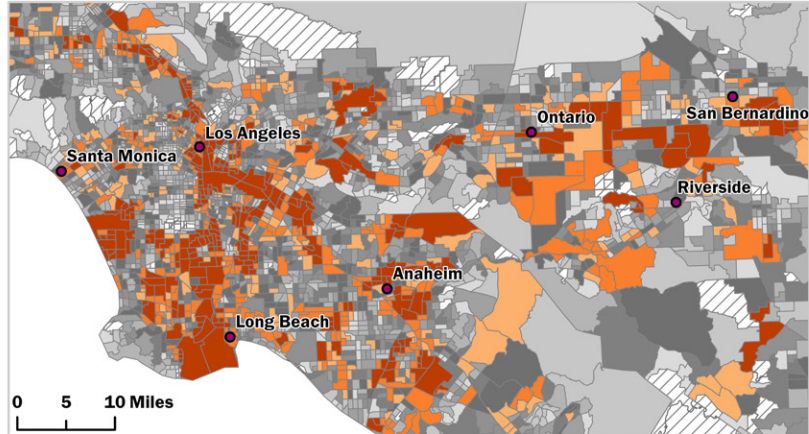 Los Angeles
Santa Monica
Ontario
San Bernardino
Riverside
Anaheim
Long Beach
0 5 10 Miles